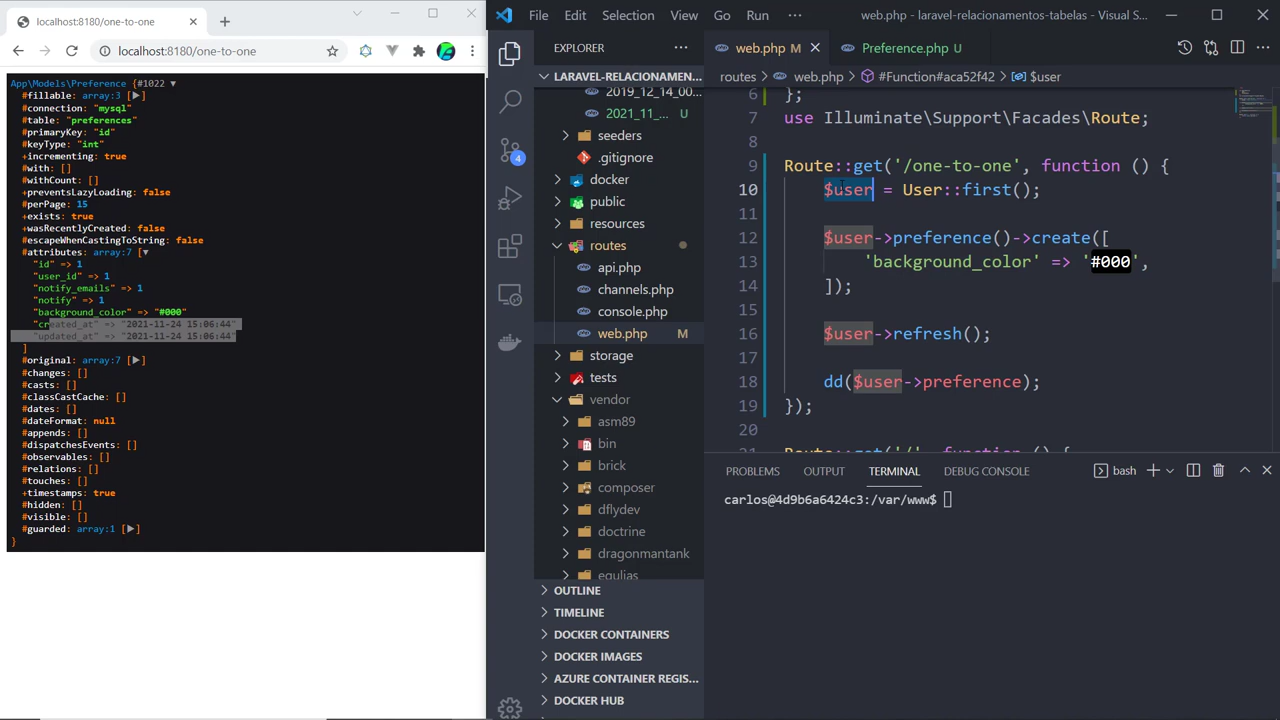 localhost:8180/one-to-one
localhost:8180/one-to-one
App\Models\Preference {#1022 ▼
#fillable: array:3 [▶]
#connection: "mysql"
#table: "preferences"
#primaryKey: "id"
#keyType: "int"
+incrementing: true
#with: []
#withCount: []
+preventsLazyLoading: false
#perPage: 15
+exists: true
+wasRecentlyCreated: false
#escapeWhenCastingToString: false
#attributes: array:7 [▼
"id" => 1
"user_id" => 1
"notify_emails" => 1
"notify" => 1
"background_color" => "#000"
"created_at" => "2021-11-24 15:06:44"
"updated_at" => "2021-11-24 15:06:44"
]
#original: array:7 [▶]
#changes: []
#casts: []
#classCastCache: []
#dates: []
#dateFormat: null
#appends: []
#dispatchesEvents: []
#observables: []
#relations: []
#touches: []
+timestamps: true
#hidden: []
#visible: []
#guarded: array:1 [▶]
}
File Edit Selection View Go Run ··· web.php - laravel-relacionamentos-tabelas - Visual S...
EXPLORER
LARAVEL-RELACIONAMEN...
2019_12_14_00...
2021_11_... U
seeders
.gitignore
docker
public
resources
routes
api.php
channels.php
console.php
web.php M
storage
tests
vendor
asm89
bin
brick
composer
dflydev
doctrine
dragonmantank
egulias
OUTLINE
TIMELINE
DOCKER CONTAINERS
DOCKER IMAGES
AZURE CONTAINER REGIS...
DOCKER HUB
4
web.php M
Preference.php U
routes > web.php > #Function#aca52f42 > $user
6 };
7 use Illuminate\Support\Facades\Route;
8
9 Route::get('/one-to-one', function () {
10 $user = User::first();
11
12 $user->preference()->create([
13 'background_color' => '#000',
14 ]);
15
16 $user->refresh();
17
18 dd($user->preference);
19 });
20
21 Route::get('/', function () {
PROBLEMS OUTPUT TERMINAL DEBUG CONSOLE bash
carlos@4d9b6a6424c3:/var/www$